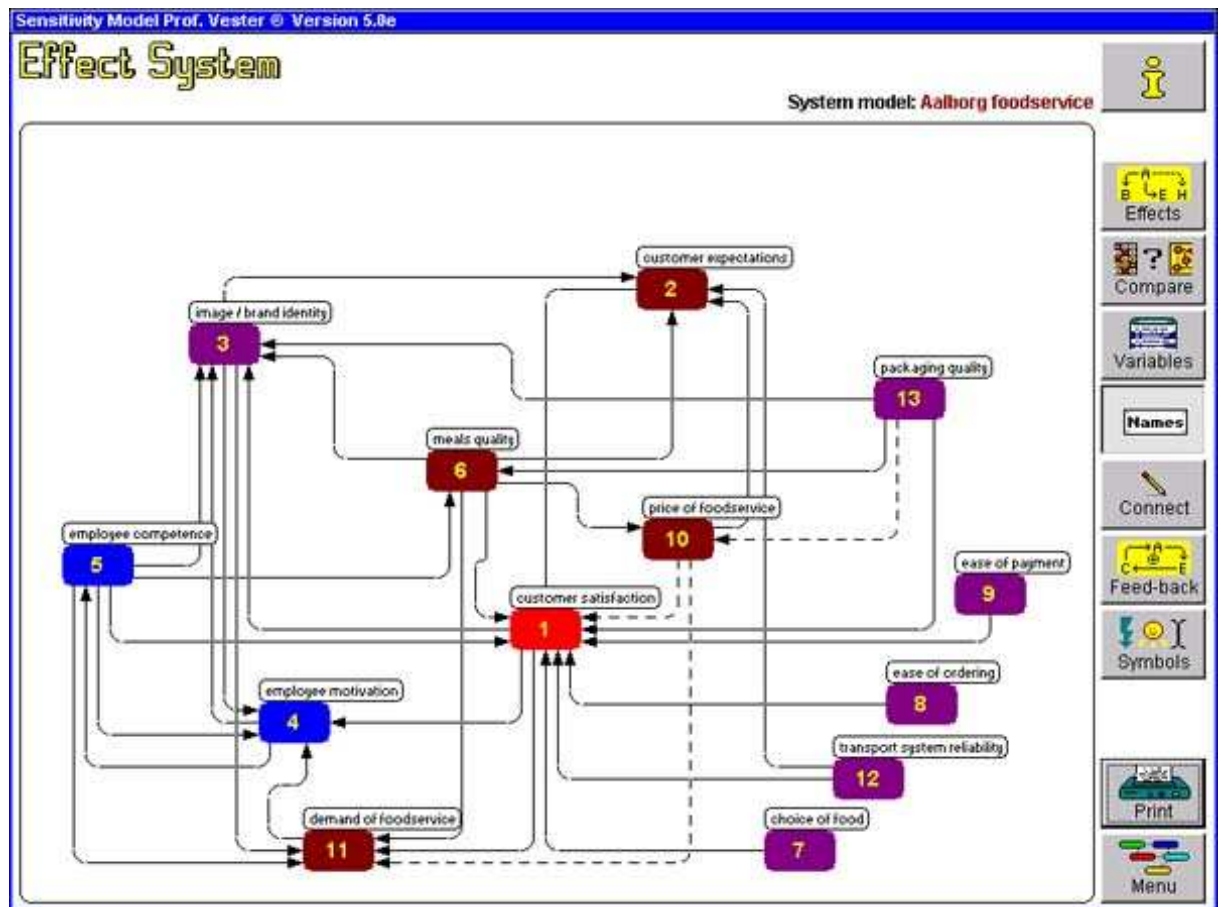 Sensitivity Model Prof. Vester © Version 5.0e
Effect System
System model: Aalborg foodservice
B A E H
Effects
?
Compare
Variables
Names
Connect
C A E
Feed-back
Symbols
Print
Menu
customer expectations
2
image / brand identity
3
packaging quality
13
meals quality
6
price of foodservice
10
employee competence
5
ease of payment
9
customer satisfaction
1
ease of ordering
8
employee motivation
4
transport system reliability
12
demand of foodservice
11
choice of food
7